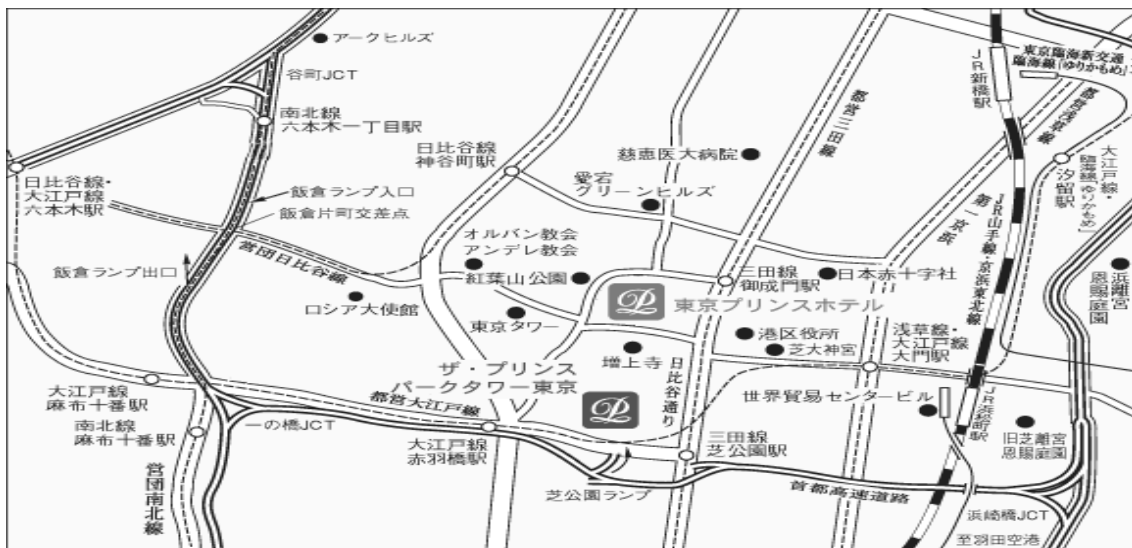 アークヒルズ
谷町JCT
南北線
六本木一丁目駅
日比谷線・
大江戸線
六本木駅
飯倉ランプ入口
飯倉片町交差点
飯倉ランプ出口
営団日比谷線
日比谷線
神谷町駅
慈恵医大病院
愛宕
グリーンヒルズ
都営三田線
JR新橋駅
東京臨海新交通
臨海線「ゆりかもめ」
都営浅草線
第一京浜
汐留駅
大江戸線・
臨海線「ゆりかもめ」
JR山手線・京浜東北線
浜離宮
恩賜庭園
オルバン教会
アンデレ教会
紅葉山公園
ロシア大使館
東京タワー
三田線
御成門駅
日本赤十字社
東京プリンスホテル
港区役所
芝大神宮
増上寺
浅草線・
大江戸線
大門駅
ザ・プリンス
パークタワー東京
日比谷通り
世界貿易センタービル
JR浜松町駅
旧芝離宮
恩賜庭園
大江戸線
麻布十番駅
南北線
麻布十番駅
都営大江戸線
一の橋JCT
大江戸線
赤羽橋駅
三田線
芝公園駅
芝公園ランプ
首都高速道路
営団南北線
浜崎橋JCT
至羽田空港